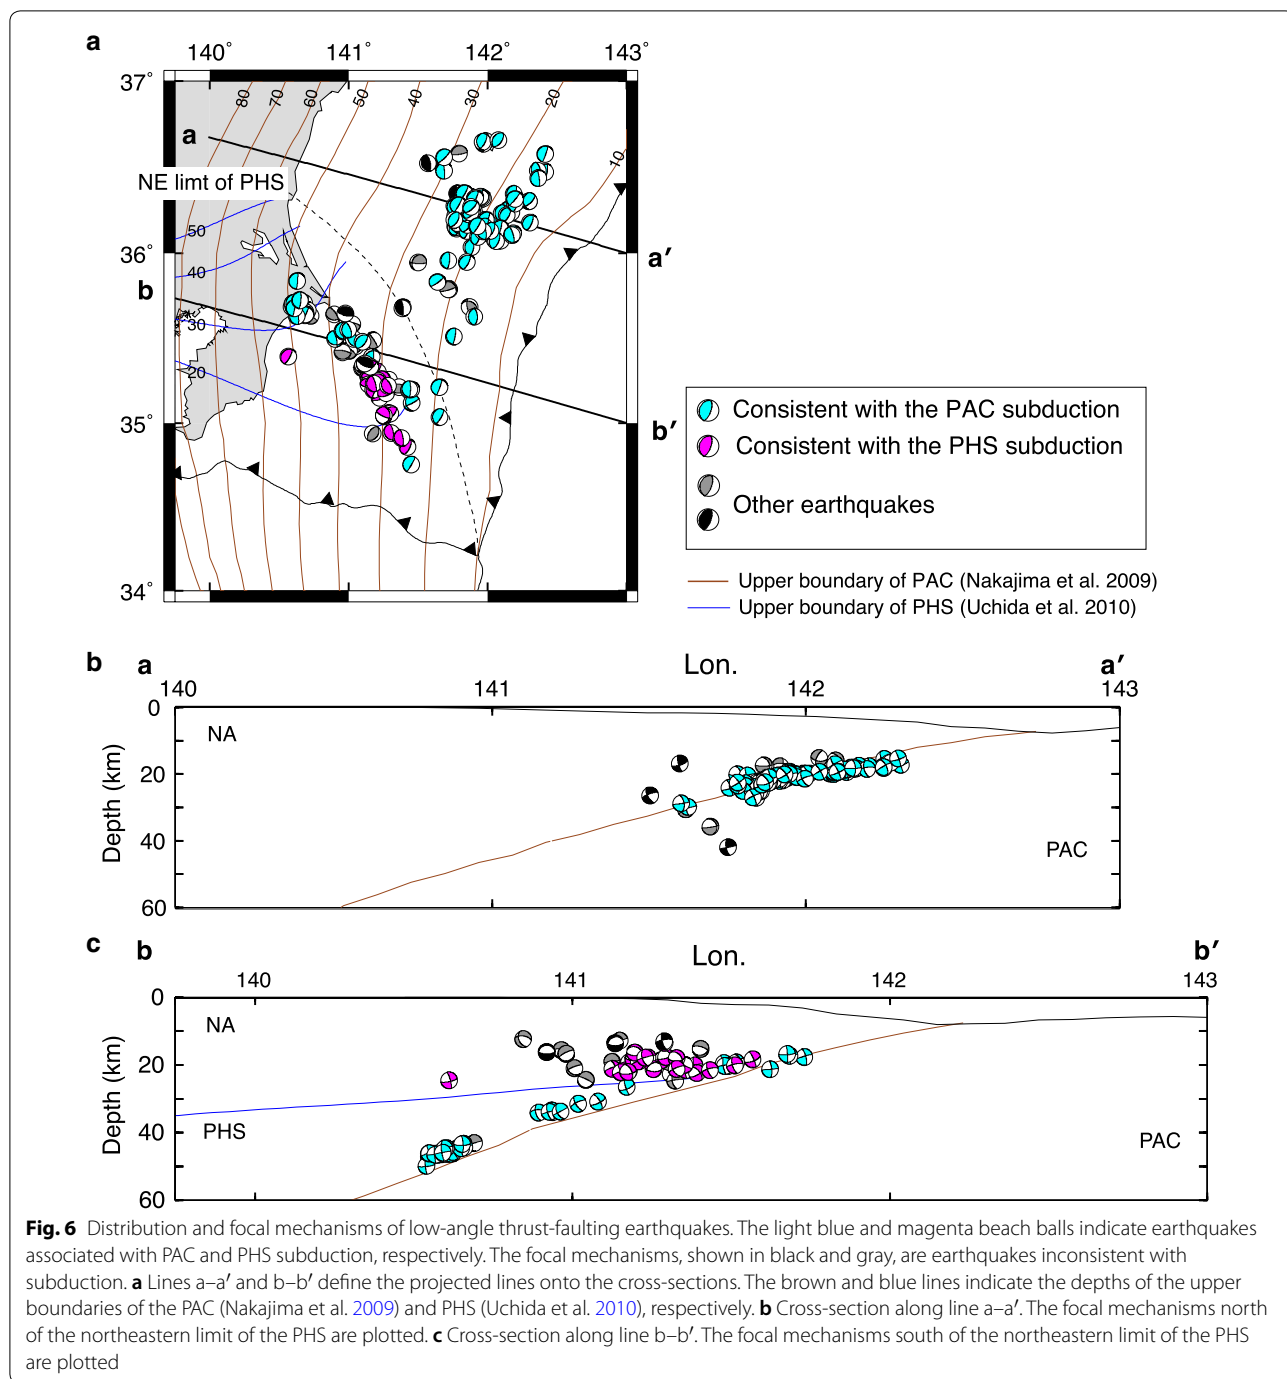 a
140° 141° 142° 143°
37°
36°
35°
34°
80 70 60 50 40 30 20 10
a
NE limt of PHS
50
40
30
20
b
a′
b′
Consistent with the PAC subduction
Consistent with the PHS subduction
Other earthquakes
Upper boundary of PAC (Nakajima et al. 2009)
Upper boundary of PHS (Uchida et al. 2010)
b a Lon. a′
140 141 142 143
0
20
40
60
Depth (km)
NA
PAC
c b Lon. b′
140 141 142 143
0
20
40
60
Depth (km)
NA
PHS
PAC
Fig. 6 Distribution and focal mechanisms of low-angle thrust-faulting earthquakes. The light blue and magenta beach balls indicate earthquakes
associated with PAC and PHS subduction, respectively. The focal mechanisms, shown in black and gray, are earthquakes inconsistent with
subduction. a Lines a–a′ and b–b′ define the projected lines onto the cross-sections. The brown and blue lines indicate the depths of the upper
boundaries of the PAC (Nakajima et al. 2009) and PHS (Uchida et al. 2010), respectively. b Cross-section along line a–a′. The focal mechanisms north
of the northeastern limit of the PHS are plotted. c Cross-section along line b–b′. The focal mechanisms south of the northeastern limit of the PHS
are plotted